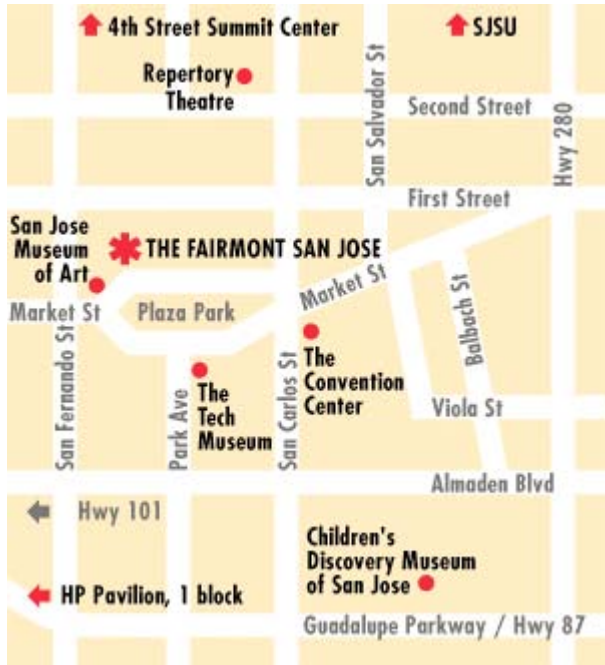 4th Street Summit Center
SJSU
Repertory
Theatre
San Salvador St
Second Street
Hwy 280
First Street
San Jose
Museum
of Art
THE FAIRMONT SAN JOSE
Market St
Plaza Park
Market St
Balbach St
San Fernando St
Park Ave
The
Tech
Museum
San Carlos St
The
Convention
Center
Viola St
Almaden Blvd
Hwy 101
Children's
Discovery Museum
of San Jose
HP Pavilion, 1 block
Guadalupe Parkway / Hwy 87